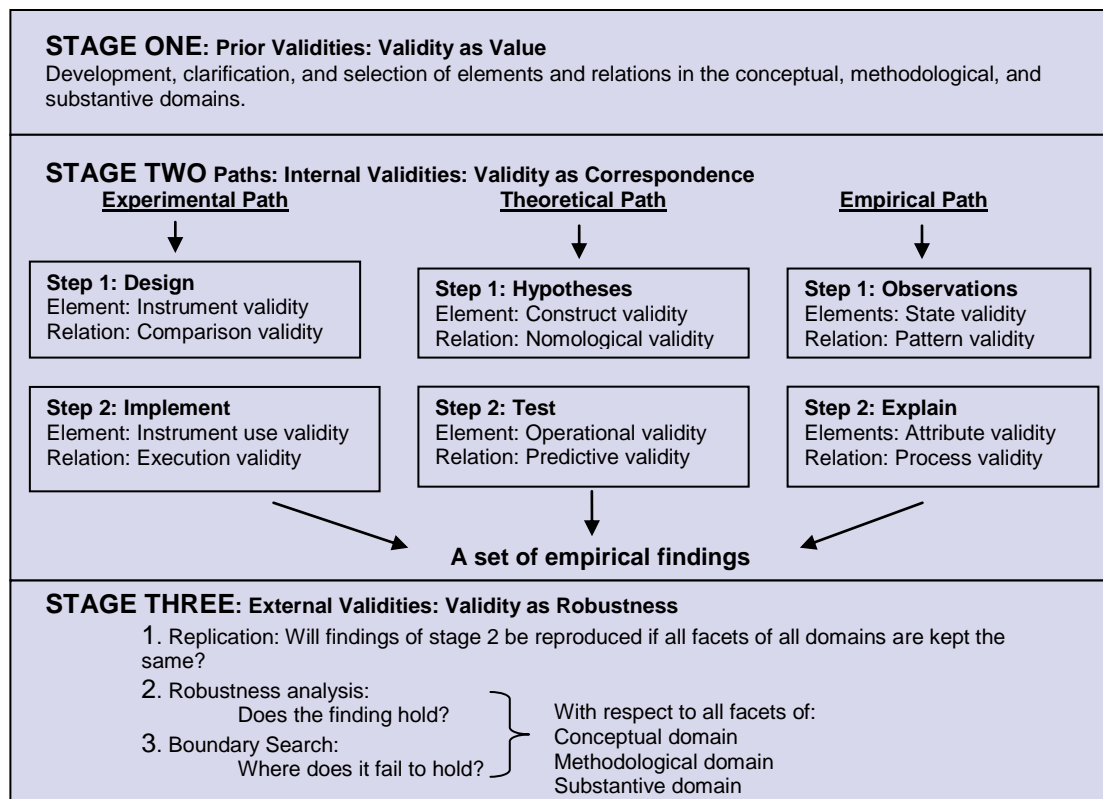 STAGE ONE: Prior Validities: Validity as Value
Development, clarification, and selection of elements and relations in the conceptual, methodological, and
substantive domains.
STAGE TWO Paths: Internal Validities: Validity as Correspondence
Experimental Path
Step 1: Design
Element: Instrument validity
Relation: Comparison validity
Step 2: Implement
Element: Instrument use validity
Relation: Execution validity
Theoretical Path
Step 1: Hypotheses
Element: Construct validity
Relation: Nomological validity
Step 2: Test
Element: Operational validity
Relation: Predictive validity
Empirical Path
Step 1: Observations
Elements: State validity
Relation: Pattern validity
Step 2: Explain
Elements: Attribute validity
Relation: Process validity
A set of empirical findings
STAGE THREE: External Validities: Validity as Robustness
1. Replication: Will findings of stage 2 be reproduced if all facets of all domains are kept the
same?
2. Robustness analysis:
Does the finding hold?
3. Boundary Search:
Where does it fail to hold?
With respect to all facets of:
Conceptual domain
Methodological domain
Substantive domain